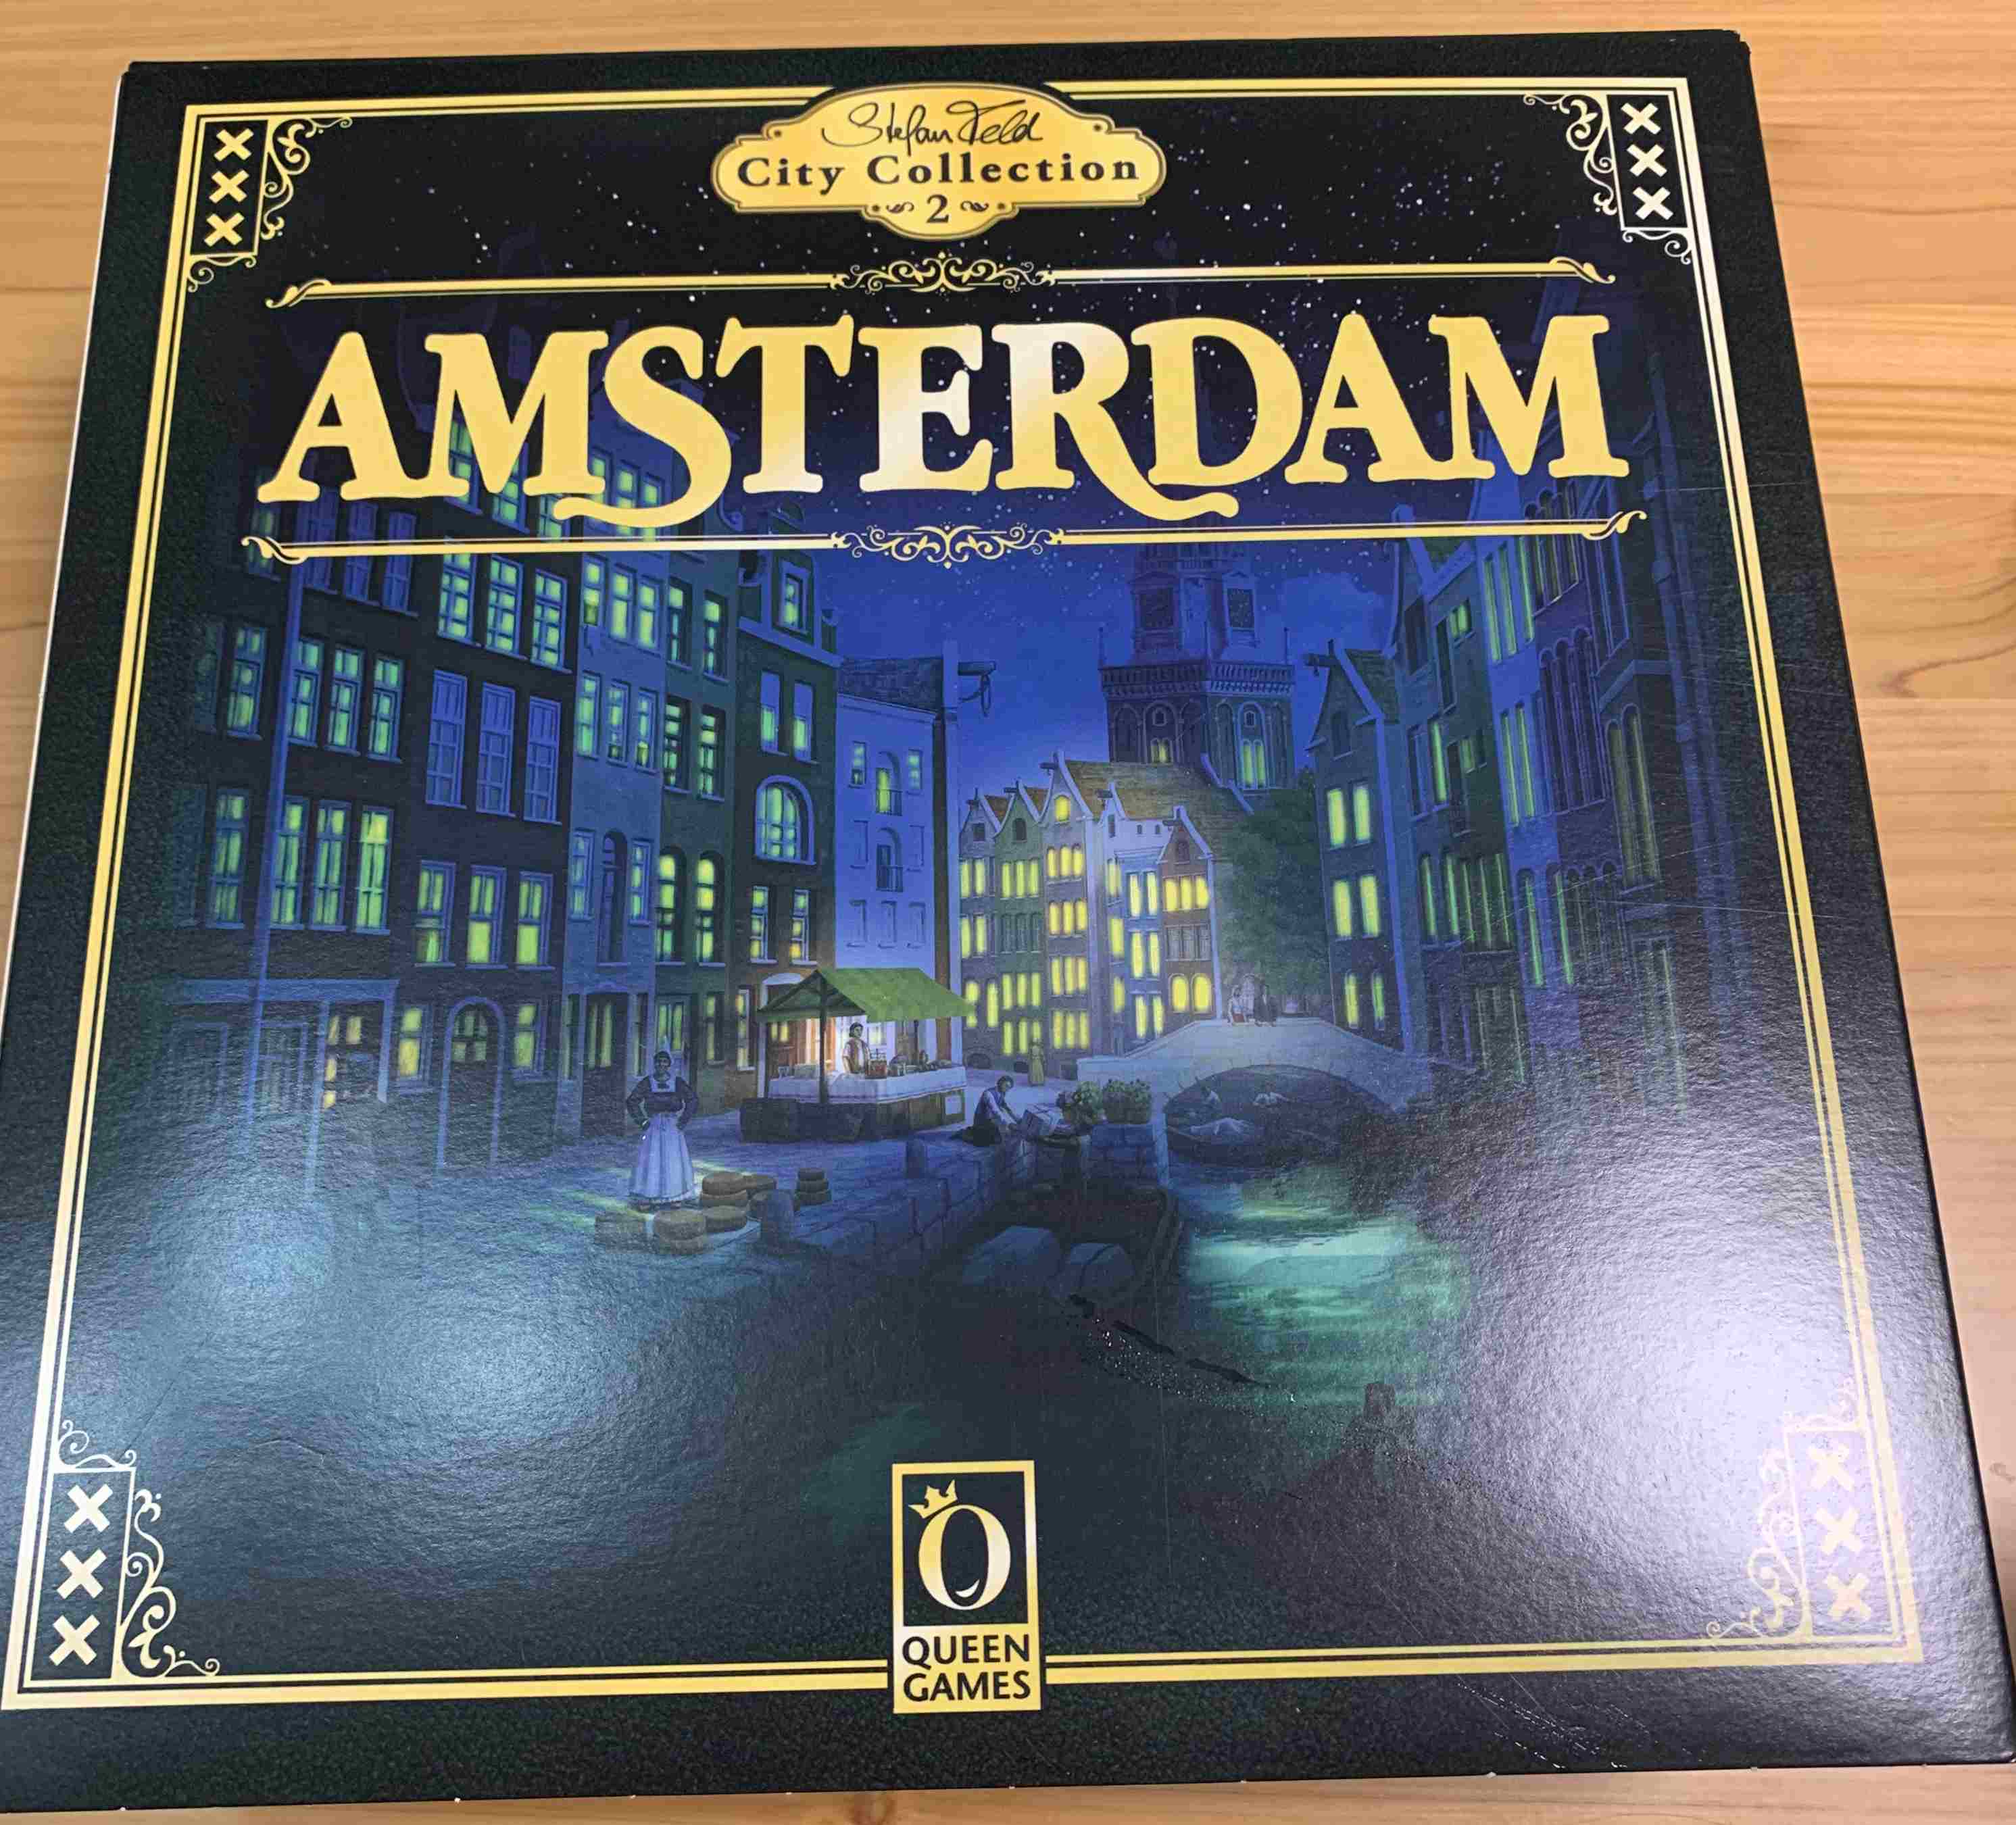 Stefan Feld
City Collection
2
AMSTERDAM
QUEEN
GAMES